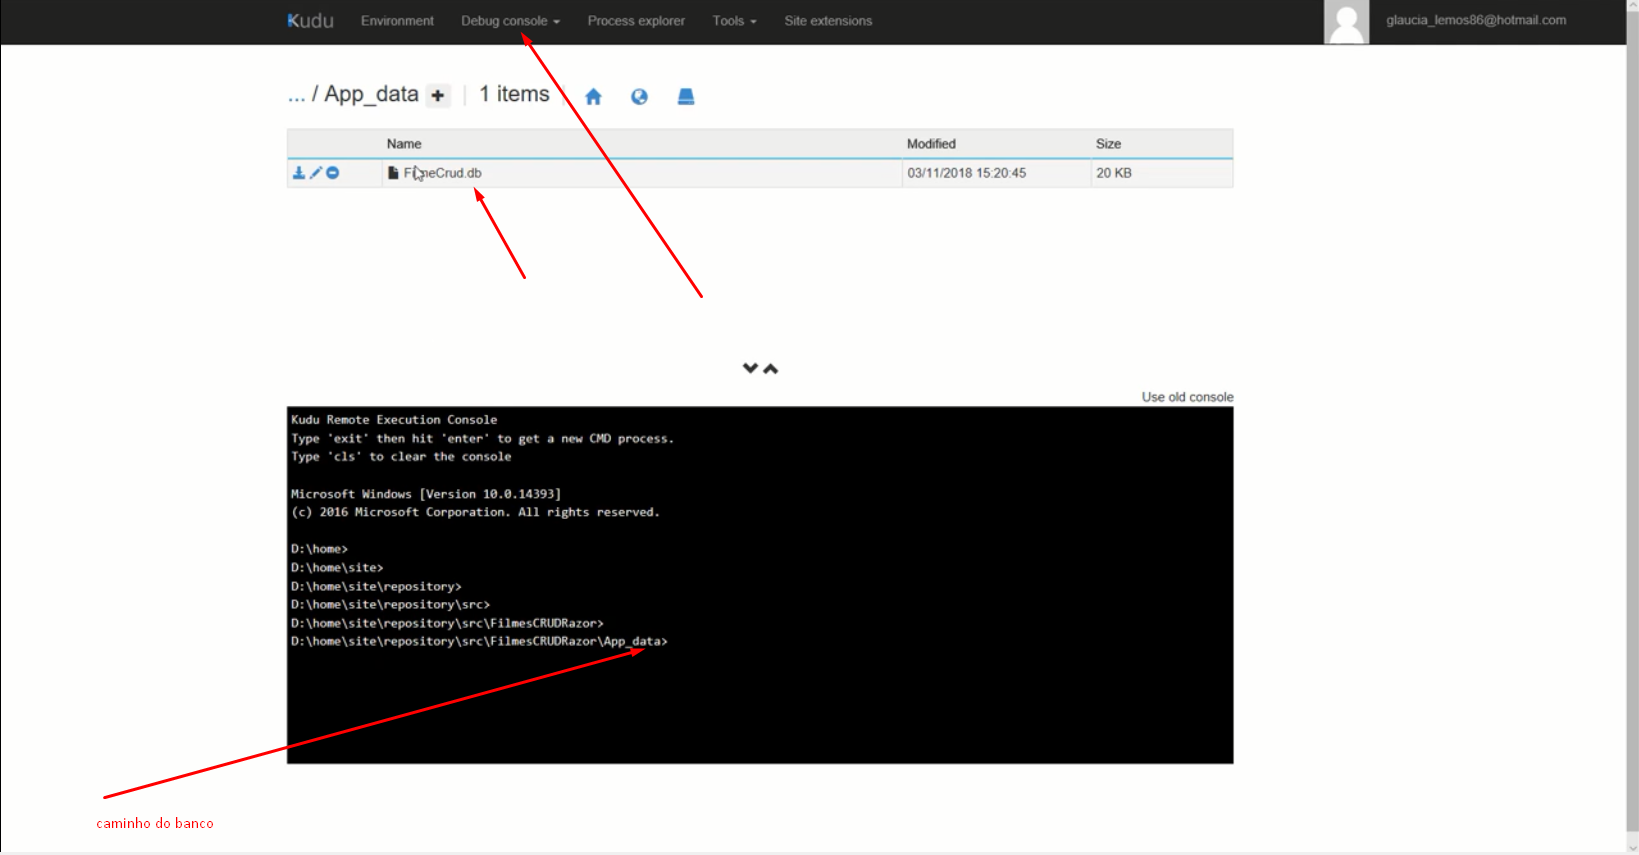 Kudu Environment Debug console Process explorer Tools Site extensions glaucia_lemos86@hotmail.com
... / App_data + 1 items
Name Modified Size
FilmeCrud.db 03/11/2018 15:20:45 20 KB
Use old console
Kudu Remote Execution Console
Type 'exit' then hit 'enter' to get a new CMD process.
Type 'cls' to clear the console
Microsoft Windows [Version 10.0.14393]
(c) 2016 Microsoft Corporation. All rights reserved.
D:\home>
D:\home\site>
D:\home\site\repository>
D:\home\site\repository\src>
D:\home\site\repository\src\FilmesCRUDRazor>
D:\home\site\repository\src\FilmesCRUDRazor\App_data>
caminho do banco